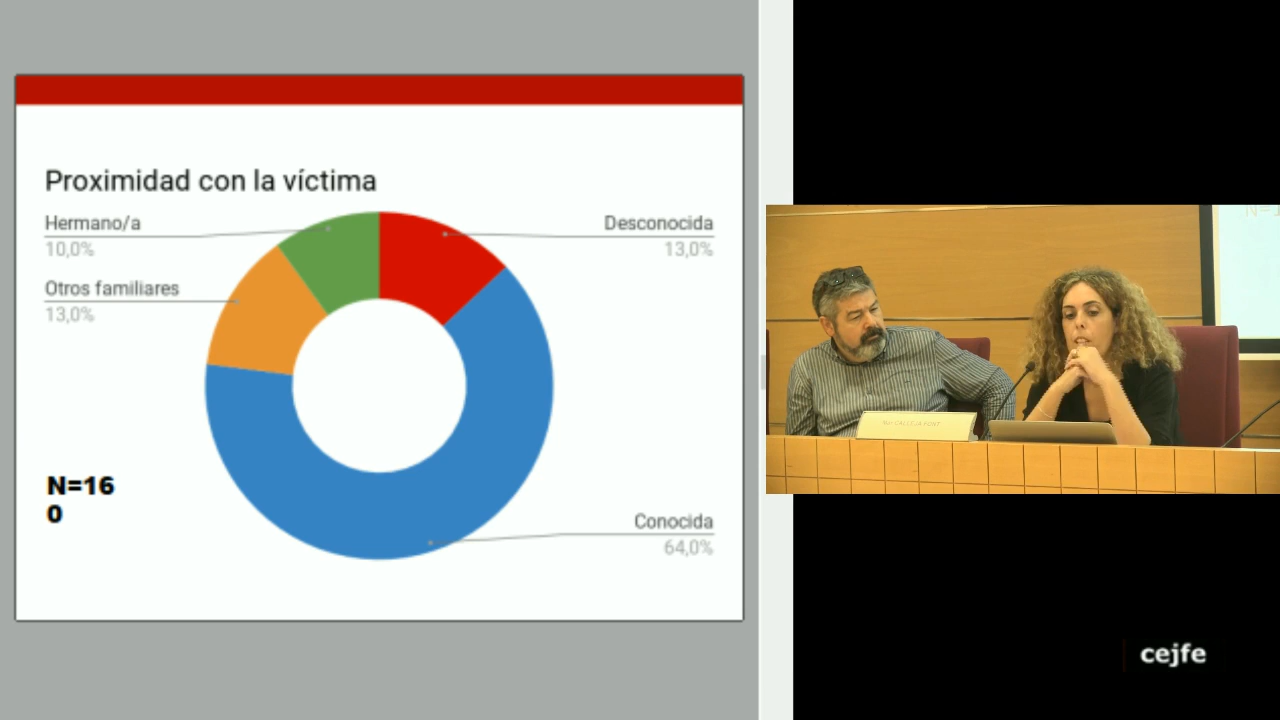 Proximidad con la víctima
Hermano/a
10,0%
Otros familiares
13,0%
Desconocida
13,0%
N=16
0
Conocida
64,0%
cejfe